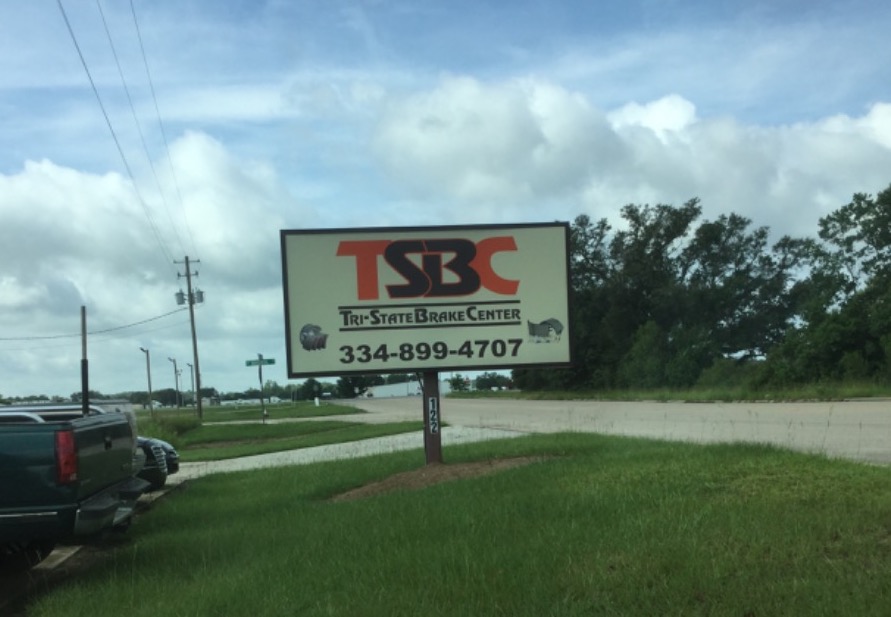 TSBC
TRI-STATE BRAKE CENTER
334-899-4707
122